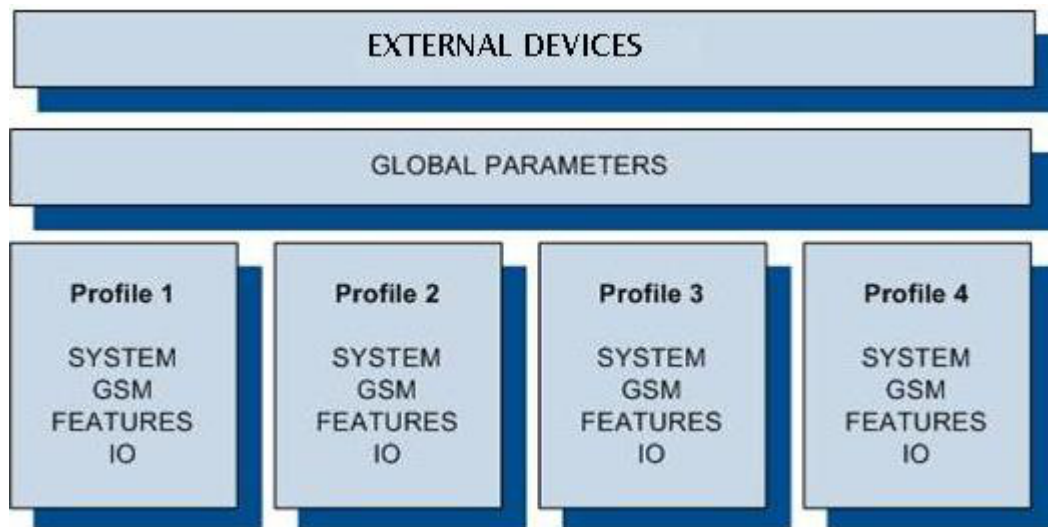 EXTERNAL DEVICES
GLOBAL PARAMETERS
Profile 1
SYSTEM
GSM
FEATURES
IO
Profile 2
SYSTEM
GSM
FEATURES
IO
Profile 3
SYSTEM
GSM
FEATURES
IO
Profile 4
SYSTEM
GSM
FEATURES
IO